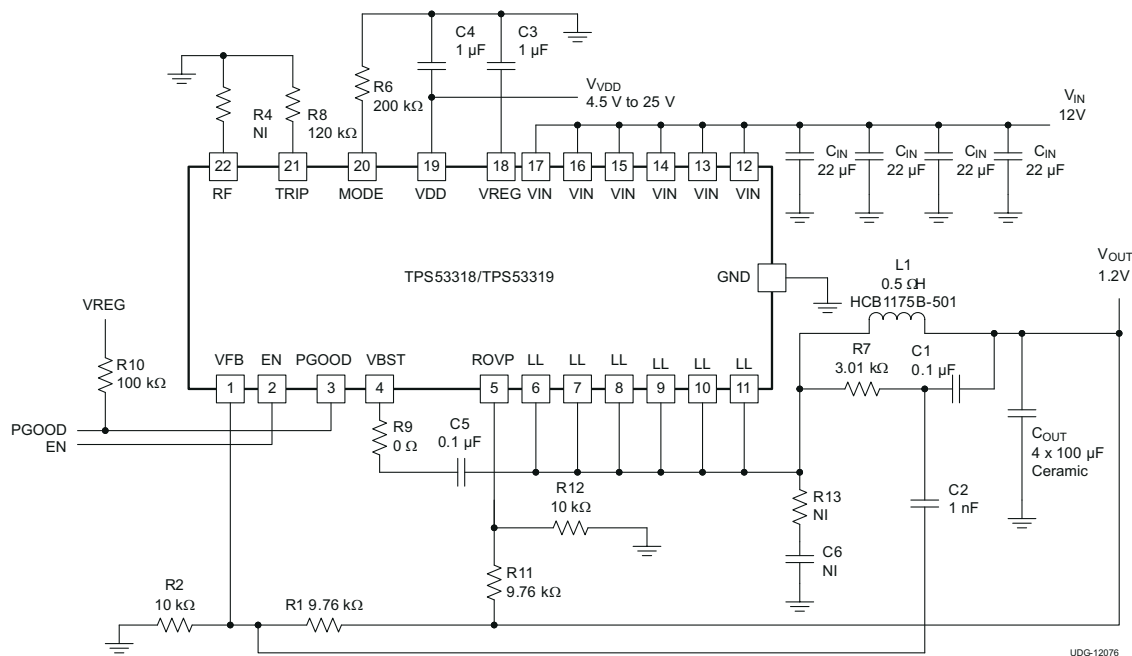 C4
1 µF
C3
1 µF
R6
200 kΩ
R4
NI
R8
120 kΩ
VVDD
4.5 V to 25 V
VIN
12V
CIN
22 µF
CIN
22 µF
CIN
22 µF
CIN
22 µF
22
21
20
19
18
17
16
15
14
13
12
RF
TRIP
MODE
VDD
VREG
VIN
VIN
VIN
VIN
VIN
VIN
TPS53318/TPS53319
GND
VOUT
1.2V
L1
0.5 ΩH
HCB1175B-501
VREG
R10
100 kΩ
VFB
EN
PGOOD
VBST
ROVP
LL
LL
LL
LL
LL
LL
1
2
3
4
5
6
7
8
9
10
11
R7
3.01 kΩ
C1
0.1 µF
PGOOD
EN
R9
0 Ω
C5
0.1 µF
COUT
4 x 100 µF
Ceramic
R12
10 kΩ
R13
NI
C2
1 nF
C6
NI
R11
9.76 kΩ
R2
10 kΩ
R1 9.76 kΩ
UDG-12076